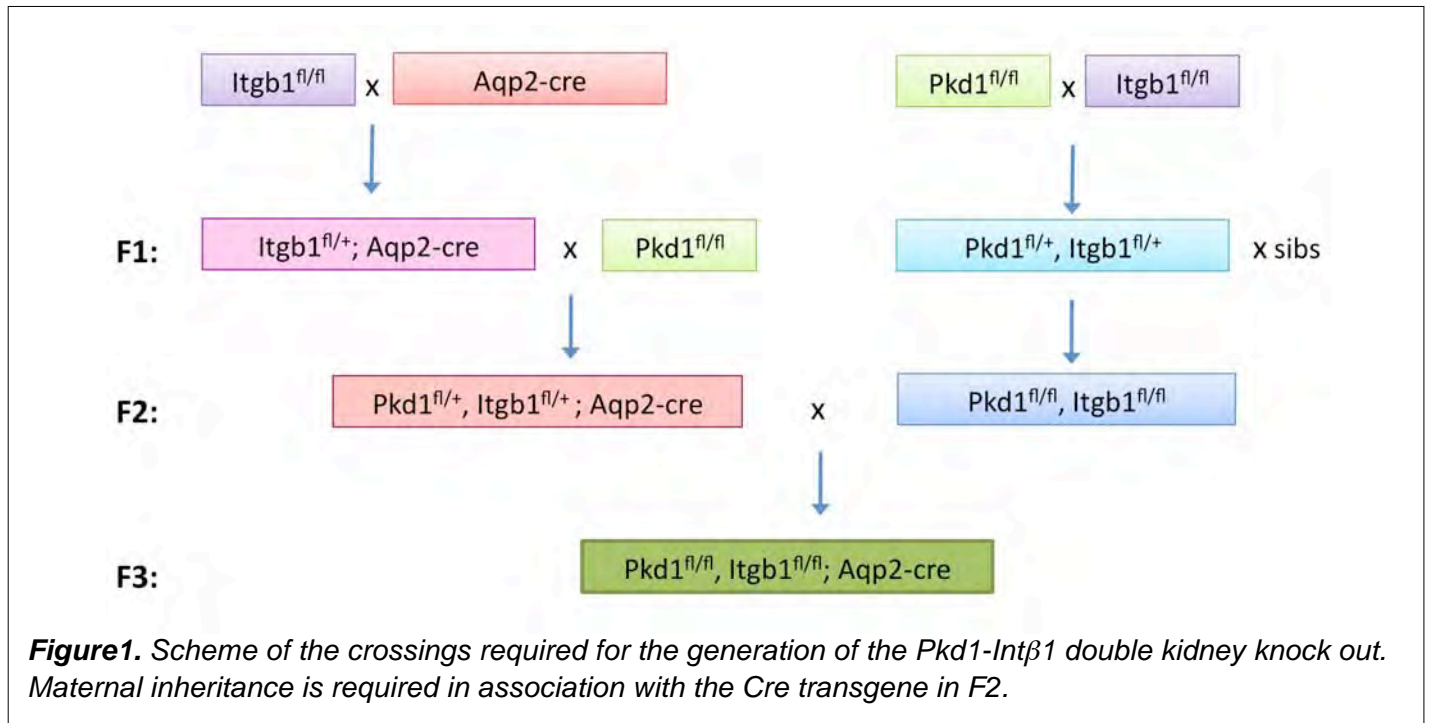 Itgb1fl/fl x Aqp2-cre Pkd1fl/fl x Itgb1fl/fl
F1: Itgb1fl/+; Aqp2-cre x Pkd1fl/fl Pkd1fl/+, Itgb1fl/+ x sibs
F2: Pkd1fl/+, Itgb1fl/+ ; Aqp2-cre x Pkd1fl/fl, Itgb1fl/fl
F3: Pkd1fl/fl, Itgb1fl/fl; Aqp2-cre
Figure1. Scheme of the crossings required for the generation of the Pkd1-Intβ1 double kidney knock out.
Maternal inheritance is required in association with the Cre transgene in F2.